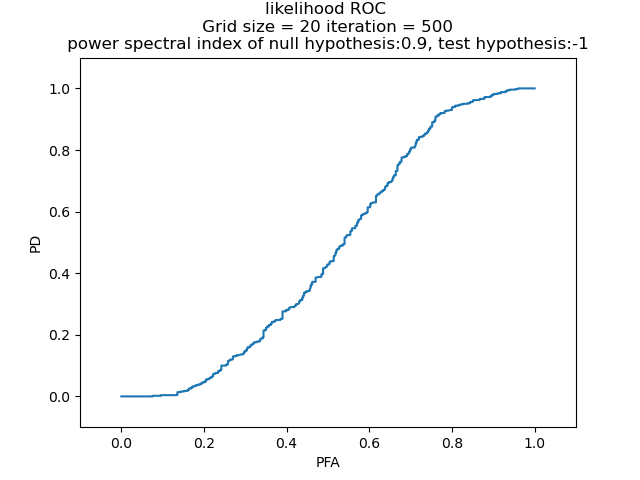 likelihood ROC
Grid size = 20 iteration = 500
power spectral index of null hypothesis:0.9, test hypothesis:-1
1.0
0.8
0.6
0.4
0.2
0.0
PD
0.0 0.2 0.4 0.6 0.8 1.0
PFA